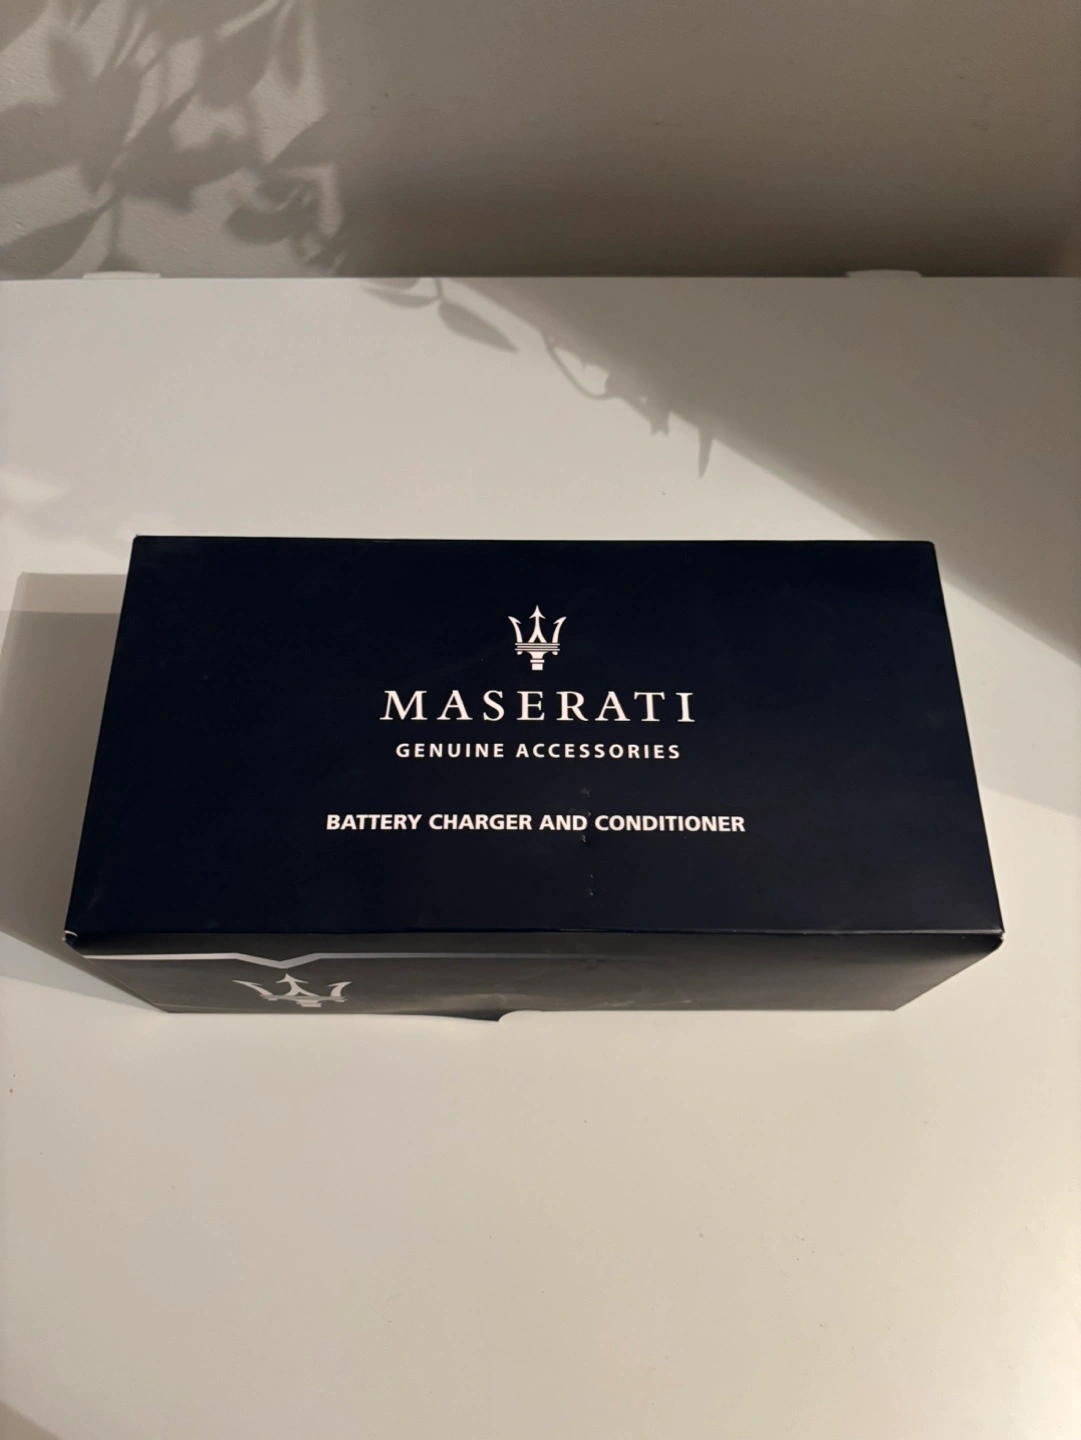 MASERATI
GENUINE ACCESSORIES
BATTERY CHARGER AND CONDITIONER